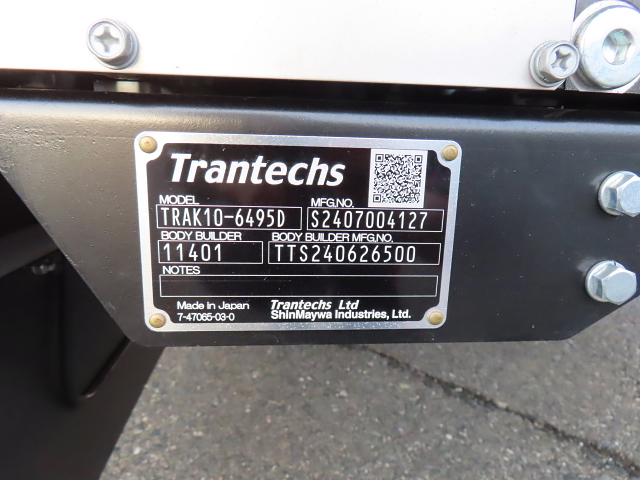 Trantechs
MODEL MFG.NO.
TRAK10-6495D S2407004127
BODY BUILDER BODY BUILDER MFG.NO.
11401 TTS240626500
NOTES
Made in Japan Trantechs Ltd
7-47065-03-0 ShinMaywa Industries, Ltd.